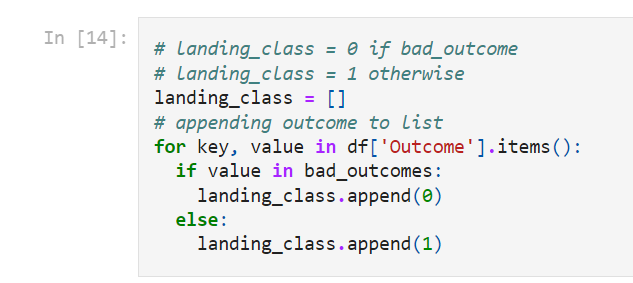 In [14]:
# landing_class = 0 if bad_outcome
# landing_class = 1 otherwise
landing_class = []
# appending outcome to list
for key, value in df['Outcome'].items():
  if value in bad_outcomes:
    landing_class.append(0)
  else:
    landing_class.append(1)